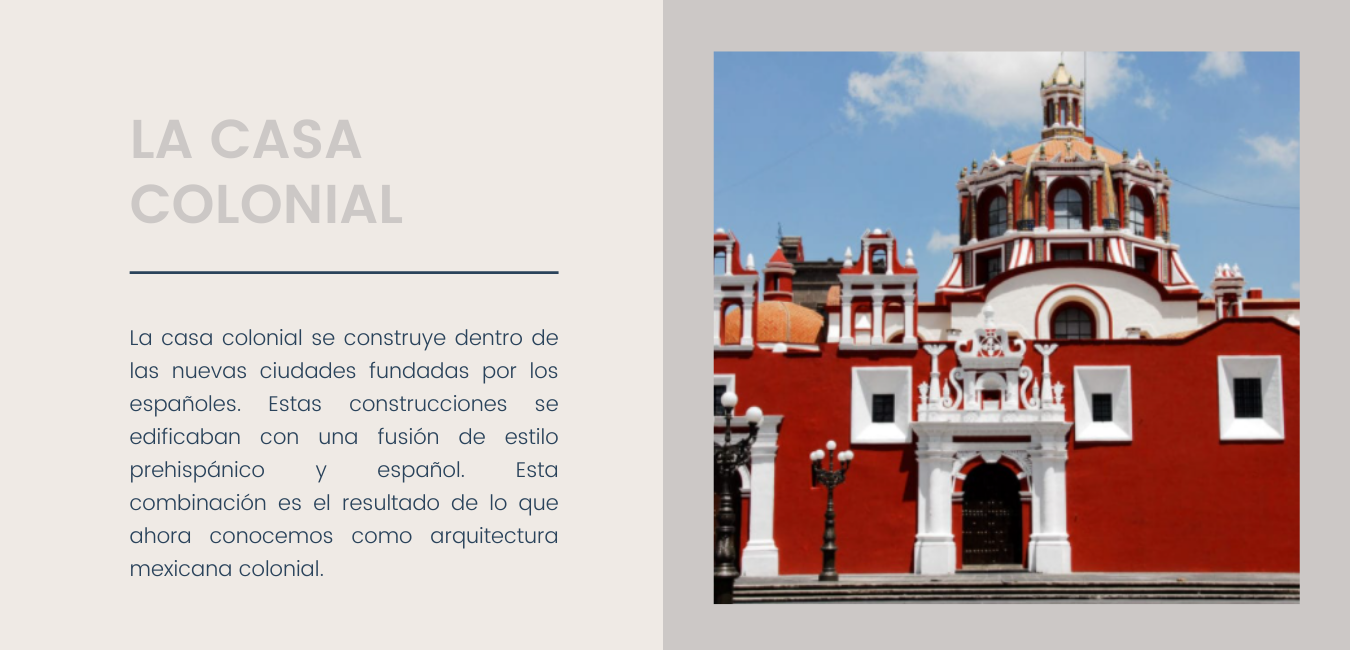 LA CASA
COLONIAL
La casa colonial se construye dentro de
las nuevas ciudades fundadas por los
españoles. Estas construcciones se
edificaban con una fusión de estilo
prehispánico y español. Esta
combinación es el resultado de lo que
ahora conocemos como arquitectura
mexicana colonial.